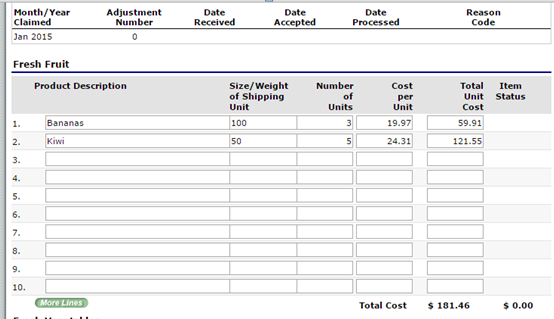 Month/Year Claimed Adjustment Number Date Received Date Accepted Date Processed Reason Code
Jan 2015 0
Fresh Fruit
Product Description Size/Weight of Shipping Unit Number of Units Cost per Unit Total Unit Cost Item Status
1. Bananas 100 3 19.97 59.91
2. Kiwi 50 5 24.31 121.55
3.
4.
5.
6.
7.
8.
9.
10.
More Lines Total Cost $ 181.46 $ 0.00